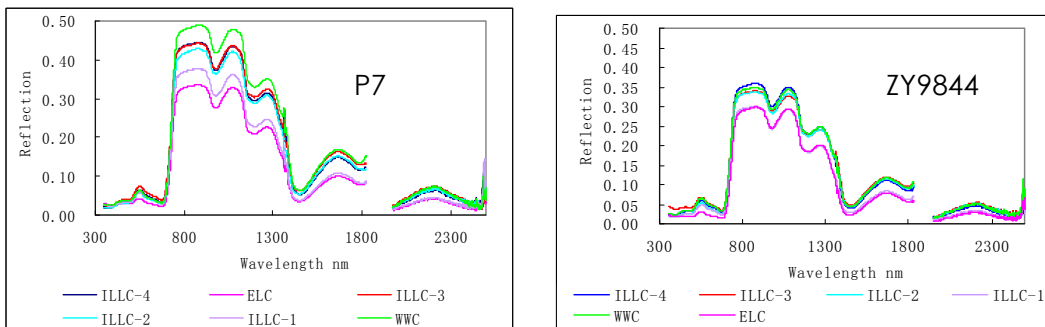 P7
Reflection
0.50
0.40
0.30
0.20
0.10
0.00
300 800 1300 1800 2300
Wavelength nm
ILLC-4 ELC ILLC-3
ILLC-2 ILLC-1 WWC
ZY9844
Reflection
0.50
0.45
0.40
0.35
0.30
0.25
0.20
0.15
0.10
0.05
0.00
300 800 1300 1800 2300
Wavelength nm
ILLC-4 ILLC-3 ILLC-2 ILLC-1
WWC ELC